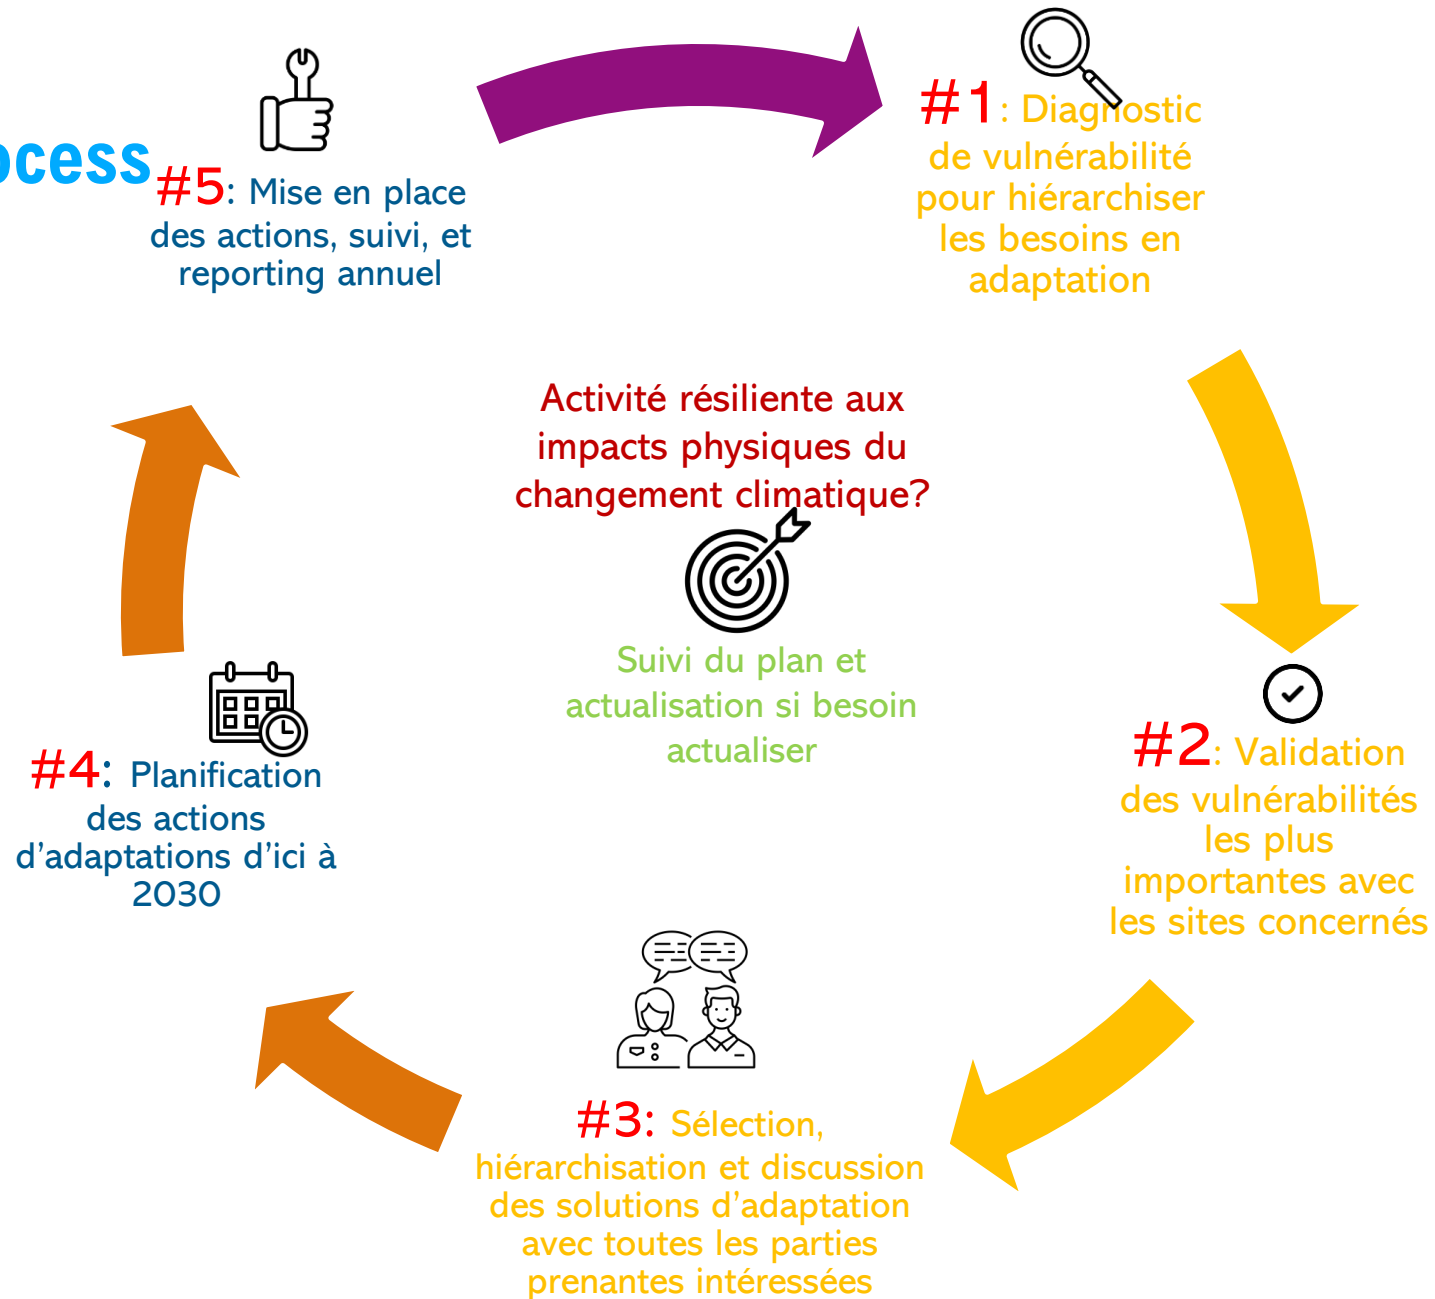 #1: Diagnostic
de vulnérabilité
pour hiérarchiser
les besoins en
adaptation
#5: Mise en place
des actions, suivi, et
reporting annuel
Activité résiliente aux
impacts physiques du
changement climatique?
Suivi du plan et
actualisation si besoin
actualiser
#2: Validation
des vulnérabilités
les plus
importantes avec
les sites concernés
#4: Planification
des actions
d’adaptations d’ici à
2030
#3: Sélection,
hiérarchisation et discussion
des solutions d’adaptation
avec toutes les parties
prenantes intéressées